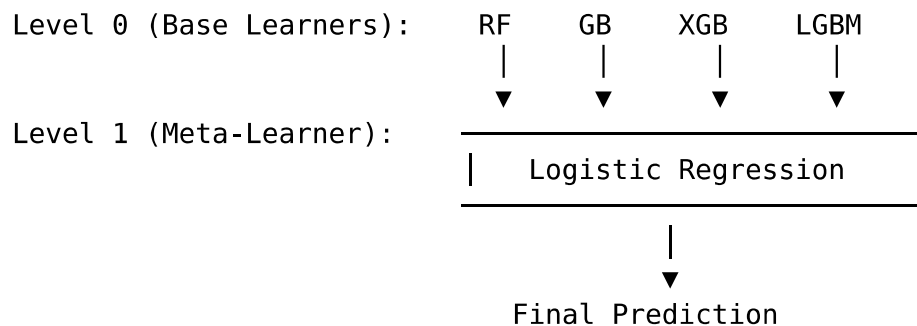 Level 0 (Base Learners): RF GB XGB LGBM
Level 1 (Meta-Learner):
Logistic Regression
Final Prediction